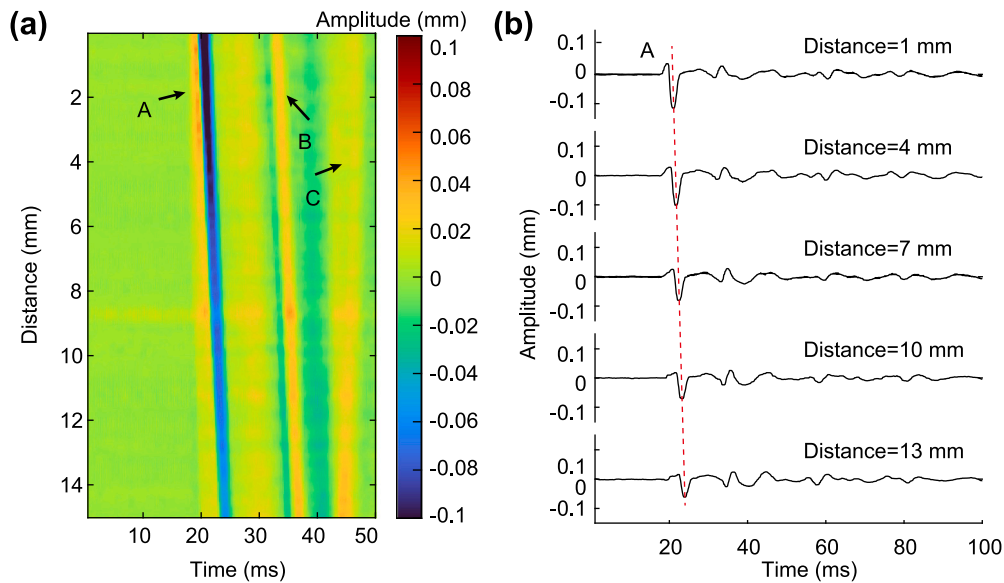 (a)
Amplitude (mm)
0.1
0.08
0.06
0.04
0.02
0
-0.02
-0.04
-0.06
-0.08
-0.1
A
B
C
2
4
6
8
10
12
14
Distance (mm)
10
20
30
40
50
Time (ms)
(b)
A
Distance=1 mm
0.1
0
-0.1
Distance=4 mm
0.1
0
-0.1
Distance=7 mm
0.1
0
-0.1
Distance=10 mm
0.1
0
-0.1
Distance=13 mm
0.1
0
-0.1
Amplitude (mm)
20
40
60
80
100
Time (ms)